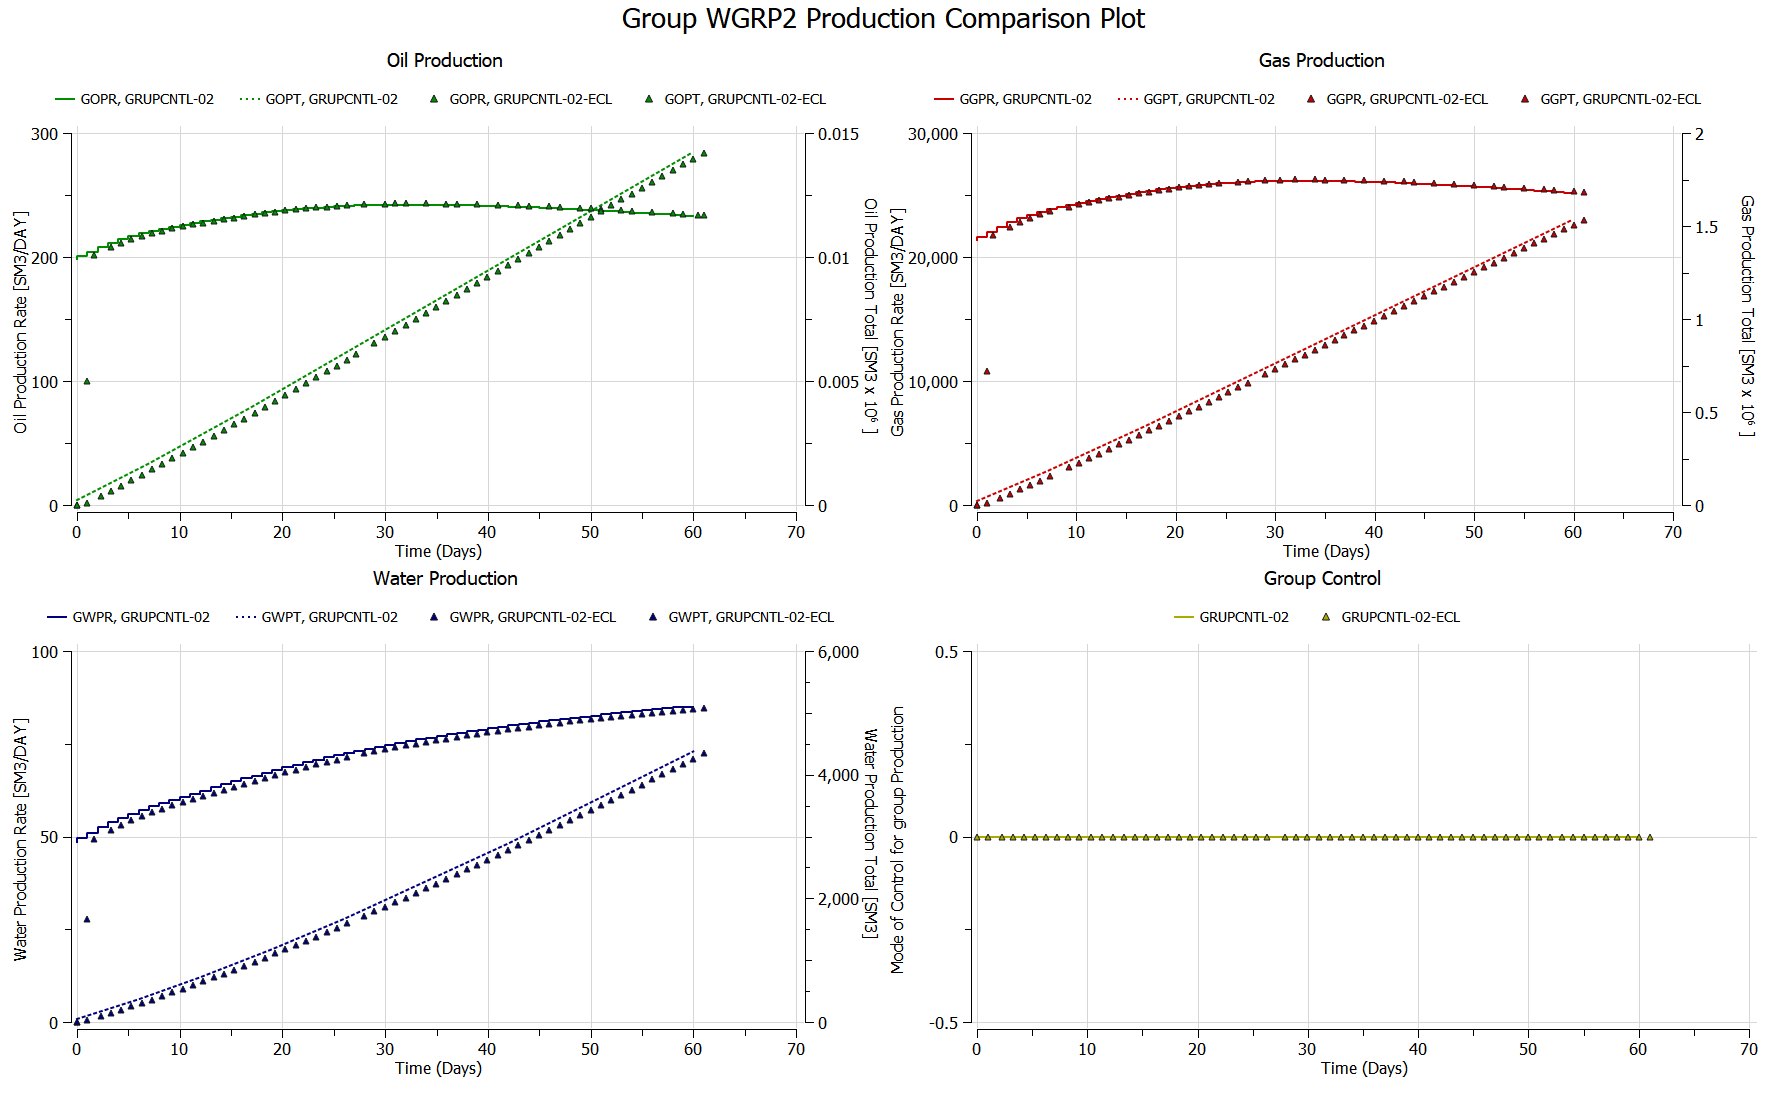 Group WGRP2 Production Comparison Plot
Oil Production
GOPR, GRUPCNTL-02 GOPT, GRUPCNTL-02 GOPR, GRUPCNTL-02-ECL GOPT, GRUPCNTL-02-ECL
300
200
100
0
Oil Production Rate [SM3/DAY]
0.015
0.010
0.005
0
Oil Production Total [SM3 x 10⁶ ]
0 10 20 30 40 50 60 70
Time (Days)
Gas Production
GGPR, GRUPCNTL-02 GGPT, GRUPCNTL-02 GGPR, GRUPCNTL-02-ECL GGPT, GRUPCNTL-02-ECL
30,000
20,000
10,000
0
Gas Production Rate [SM3/DAY]
2
1.5
1
0.5
0
Gas Production Total [SM3 x 10⁶ ]
0 10 20 30 40 50 60 70
Time (Days)
Water Production
GWPR, GRUPCNTL-02 GWPT, GRUPCNTL-02 GWPR, GRUPCNTL-02-ECL GWPT, GRUPCNTL-02-ECL
100
50
0
Water Production Rate [SM3/DAY]
6,000
4,000
2,000
0
Water Production Total [SM3]
0 10 20 30 40 50 60 70
Time (Days)
Group Control
GRUPCNTL-02 GRUPCNTL-02-ECL
0.5
0
-0.5
Mode of Control for group Production
0 10 20 30 40 50 60 70
Time (Days)